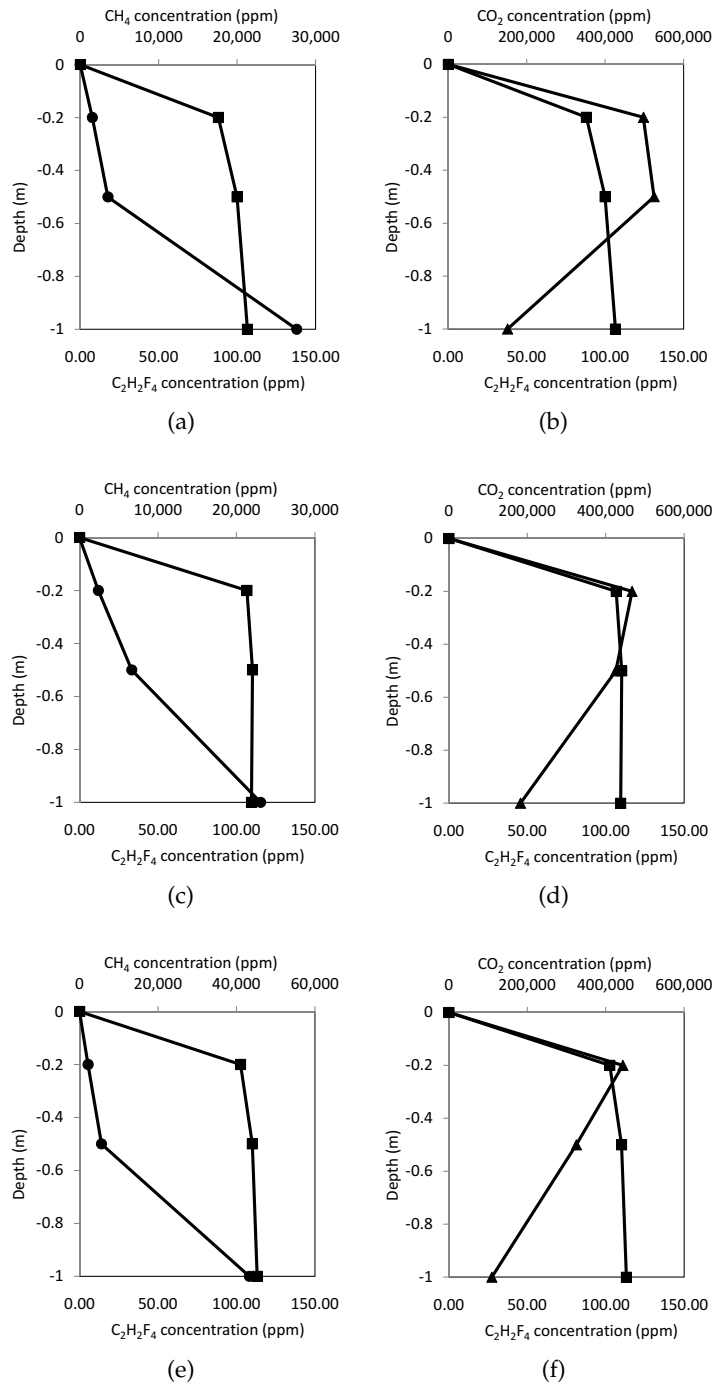 CH₄ concentration (ppm)
0 10,000 20,000 30,000
0
-0.2
-0.4
-0.6
-0.8
-1
Depth (m)
0.00 50.00 100.00 150.00
C₂H₂F₄ concentration (ppm)
(a)
CO₂ concentration (ppm)
0 200,000 400,000 600,000
0
-0.2
-0.4
-0.6
-0.8
-1
Depth (m)
0.00 50.00 100.00 150.00
C₂H₂F₄ concentration (ppm)
(b)
CH₄ concentration (ppm)
0 10,000 20,000 30,000
0
-0.2
-0.4
-0.6
-0.8
-1
Depth (m)
0.00 50.00 100.00 150.00
C₂H₂F₄ concentration (ppm)
(c)
CO₂ concentration (ppm)
0 200,000 400,000 600,000
0
-0.2
-0.4
-0.6
-0.8
-1
Depth (m)
0.00 50.00 100.00 150.00
C₂H₂F₄ concentration (ppm)
(d)
CH₄ concentration (ppm)
0 20,000 40,000 60,000
0
-0.2
-0.4
-0.6
-0.8
-1
Depth (m)
0.00 50.00 100.00 150.00
C₂H₂F₄ concentration (ppm)
(e)
CO₂ concentration (ppm)
0 200,000 400,000 600,000
0
-0.2
-0.4
-0.6
-0.8
-1
Depth (m)
0.00 50.00 100.00 150.00
C₂H₂F₄ concentration (ppm)
(f)